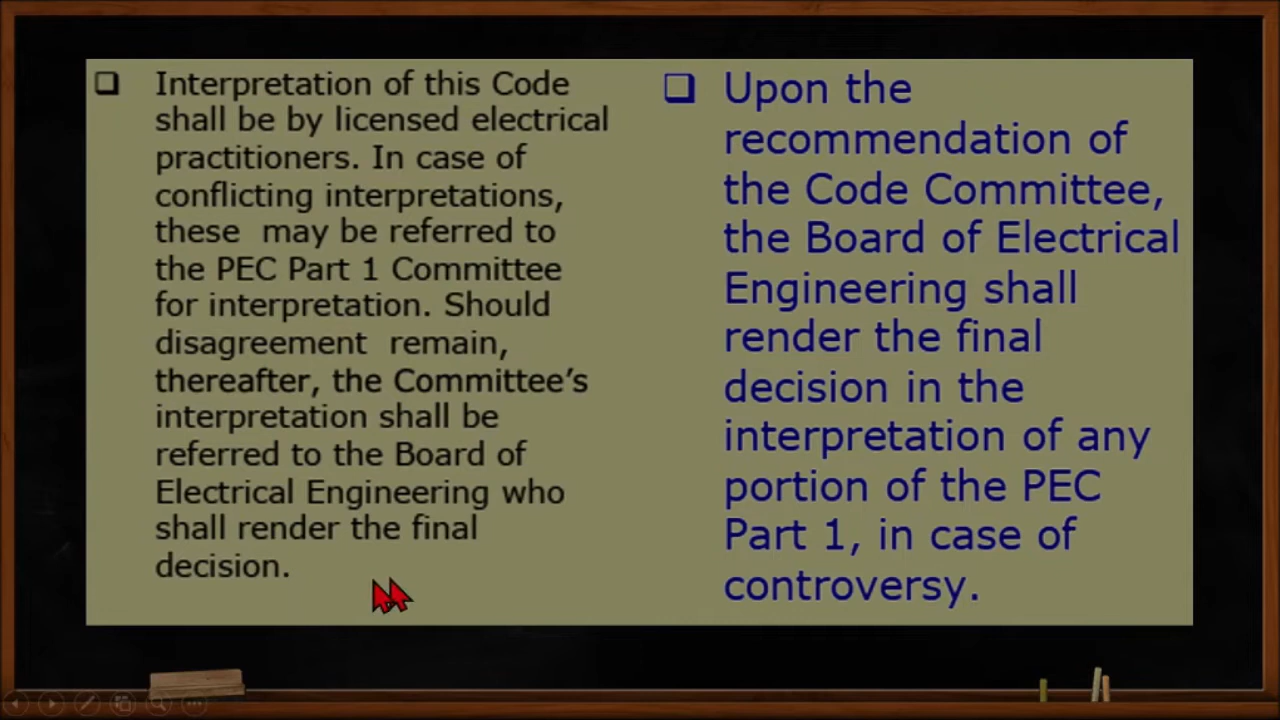 ❑ Interpretation of this Code
shall be by licensed electrical
practitioners. In case of
conflicting interpretations,
these  may be referred to
the PEC Part 1 Committee
for interpretation. Should
disagreement  remain,
thereafter, the Committee’s
interpretation shall be
referred to the Board of
Electrical Engineering who
shall render the final
decision.
❑ Upon the
recommendation of
the Code Committee,
the Board of Electrical
Engineering shall
render the final
decision in the
interpretation of any
portion of the PEC
Part 1, in case of
controversy.